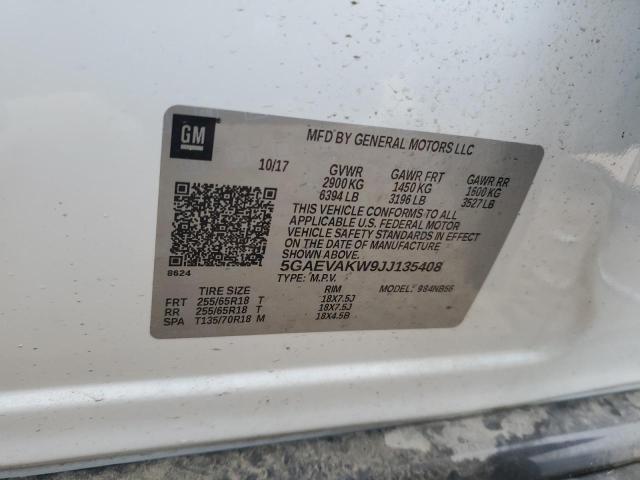 GM
MFD BY GENERAL MOTORS LLC
10/17 GVWR GAWR FRT GAWR RR
2900 KG 1450 KG 1600 KG
6394 LB 3196 LB 3527 LB
THIS VEHICLE CONFORMS TO ALL
APPLICABLE U.S. FEDERAL MOTOR
VEHICLE SAFETY STANDARDS IN EFFECT
ON THE DATE OF MANUFACTURE
SHOWN ABOVE.
5GAEVAKW9JJ135408
8624
TYPE: M.P.V. MODEL: 984NB56
TIRE SIZE RIM
FRT 255/65R18 T 18X7.5J
RR 255/65R18 T 18X7.5J
SPA T135/70R18 M 18X4.5B